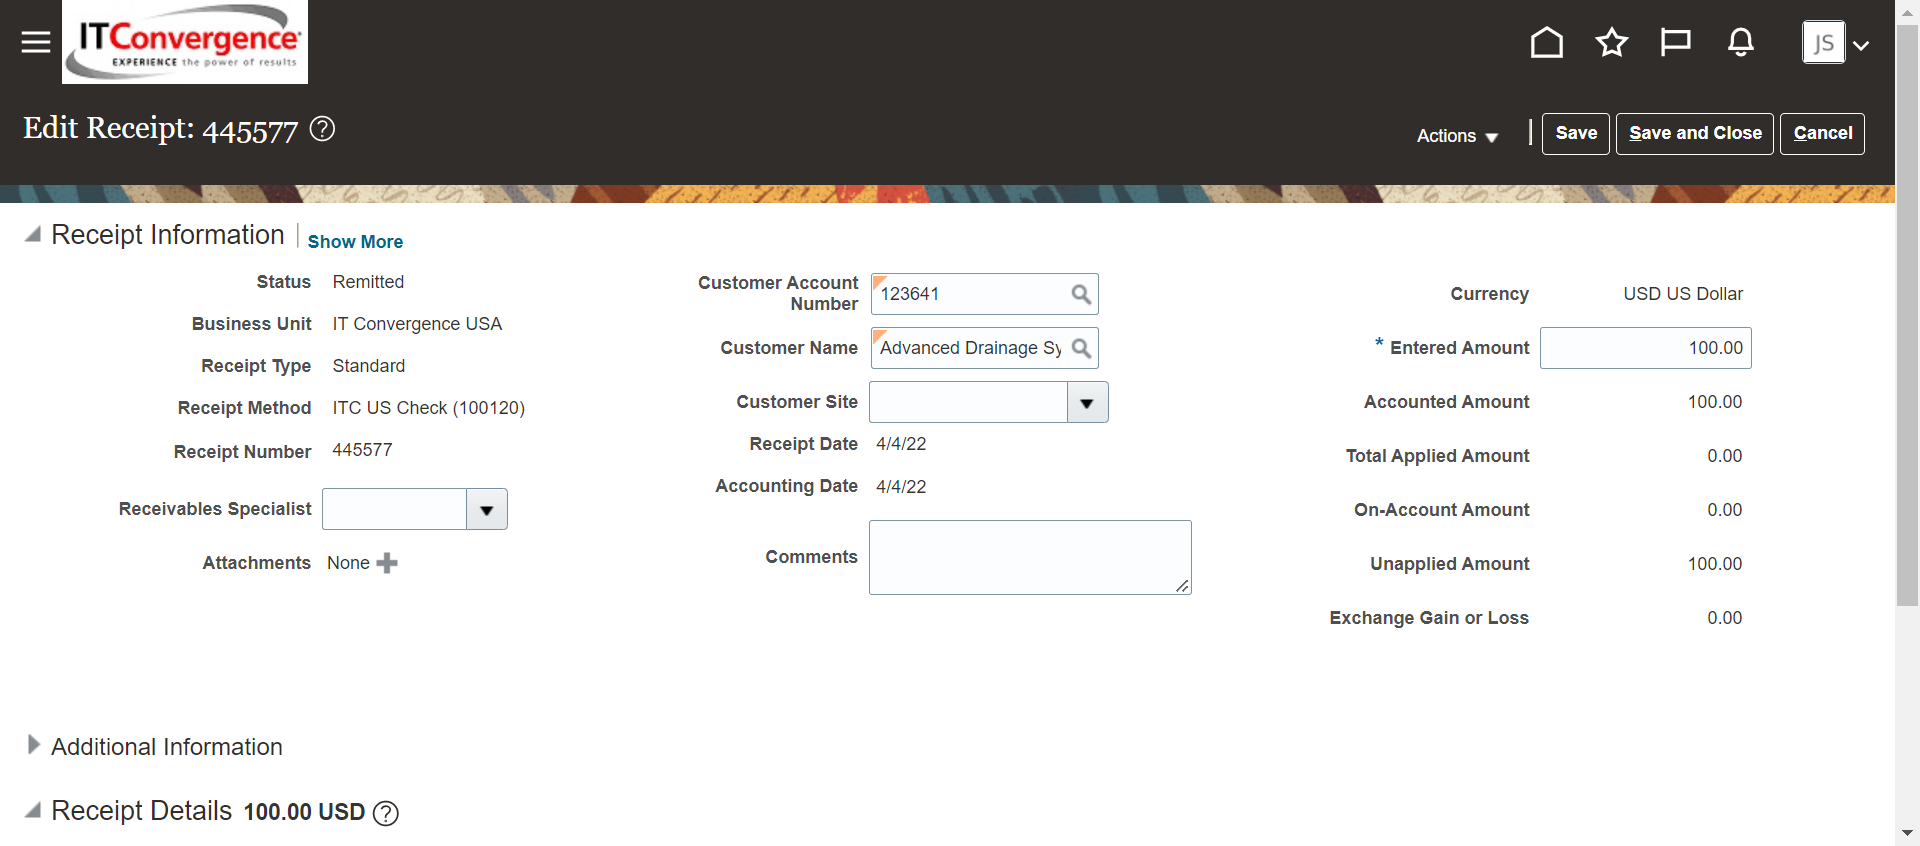 ITConvergence
EXPERIENCE the power of results
JS
Edit Receipt: 445577 ?
Actions
Save
Save and Close
Cancel
Receipt Information
Show More
Status Remitted
Business Unit IT Convergence USA
Receipt Type Standard
Receipt Method ITC US Check (100120)
Receipt Number 445577
Receivables Specialist
Attachments None
Customer Account
Number 123641
Customer Name Advanced Drainage Sy
Customer Site
Receipt Date 4/4/22
Accounting Date 4/4/22
Comments
Currency USD US Dollar
* Entered Amount 100.00
Accounted Amount 100.00
Total Applied Amount 0.00
On-Account Amount 0.00
Unapplied Amount 100.00
Exchange Gain or Loss 0.00
Additional Information
Receipt Details 100.00 USD ?